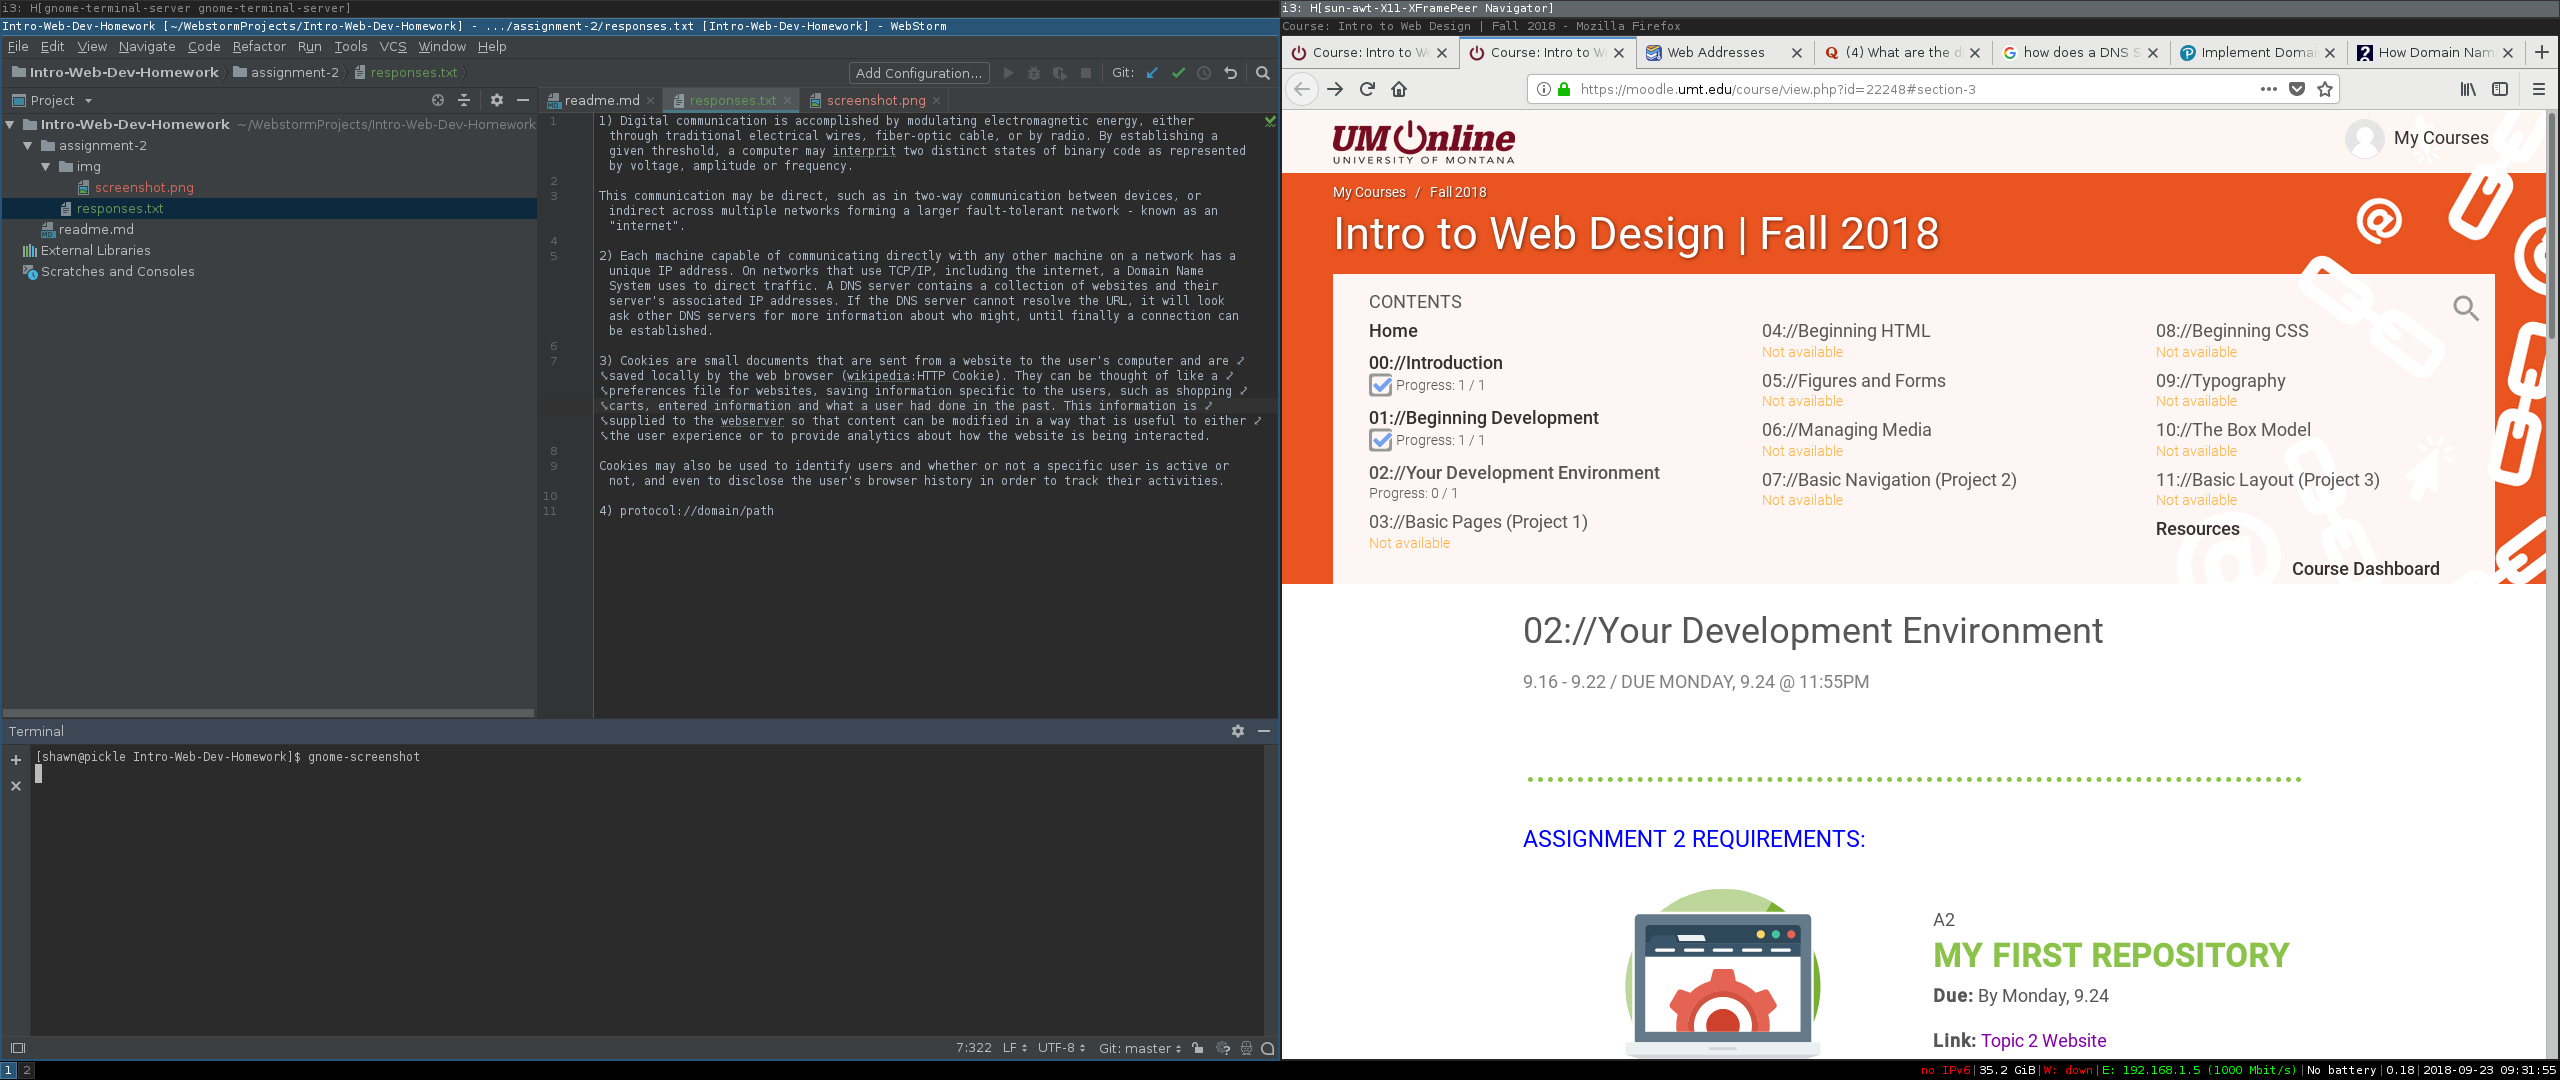 i3: H[gnome-terminal-server gnome-terminal-server]
Intro-Web-Dev-Homework [~/WebstormProjects/Intro-Web-Dev-Homework] - .../assignment-2/responses.txt [Intro-Web-Dev-Homework] - WebStorm
File Edit View Navigate Code Refactor Run Tools VCS Window Help
Intro-Web-Dev-Homework assignment-2 responses.txt Add Configuration... Git:
Project readme.md responses.txt screenshot.png
Intro-Web-Dev-Homework ~/WebstormProjects/Intro-Web-Dev-Homework
assignment-2
img
screenshot.png
responses.txt
readme.md
External Libraries
Scratches and Consoles
1 1) Digital communication is accomplished by modulating electromagnetic energy, either
through traditional electrical wires, fiber-optic cable, or by radio. By establishing a
given threshold, a computer may interprit two distinct states of binary code as represented
by voltage, amplitude or frequency.
2
3 This communication may be direct, such as in two-way communication between devices, or
indirect across multiple networks forming a larger fault-tolerant network - known as an
"internet".
4
5 2) Each machine capable of communicating directly with any other machine on a network has a
unique IP address. On networks that use TCP/IP, including the internet, a Domain Name
System uses to direct traffic. A DNS server contains a collection of websites and their
server's associated IP addresses. If the DNS server cannot resolve the URL, it will look
ask other DNS servers for more information about who might, until finally a connection can
be established.
6
7 3) Cookies are small documents that are sent from a website to the user's computer and are
saved locally by the web browser (wikipedia:HTTP Cookie). They can be thought of like a
preferences file for websites, saving information specific to the users, such as shopping
carts, entered information and what a user had done in the past. This information is
supplied to the webserver so that content can be modified in a way that is useful to either
the user experience or to provide analytics about how the website is being interacted.
8
9 Cookies may also be used to identify users and whether or not a specific user is active or
not, and even to disclose the user's browser history in order to track their activities.
10
11 4) protocol://domain/path
Terminal
[shawn@pickle Intro-Web-Dev-Homework]$ gnome-screenshot
7:322 LF UTF-8 Git: master
1 2
i3: H[sun-awt-X11-XFramePeer Navigator]
Course: Intro to Web Design | Fall 2018 - Mozilla Firefox
Course: Intro to W Course: Intro to W Web Addresses (4) What are the d how does a DNS S Implement Domai How Domain Nam
https://moodle.umt.edu/course/view.php?id=22248#section-3
UMOnline
UNIVERSITY OF MONTANA
My Courses
My Courses / Fall 2018
Intro to Web Design | Fall 2018
CONTENTS
Home
00://Introduction
Progress: 1 / 1
01://Beginning Development
Progress: 1 / 1
02://Your Development Environment
Progress: 0 / 1
03://Basic Pages (Project 1)
Not available
04://Beginning HTML
Not available
05://Figures and Forms
Not available
06://Managing Media
Not available
07://Basic Navigation (Project 2)
Not available
08://Beginning CSS
Not available
09://Typography
Not available
10://The Box Model
Not available
11://Basic Layout (Project 3)
Not available
Resources
Course Dashboard
02://Your Development Environment
9.16 - 9.22 / DUE MONDAY, 9.24 @ 11:55PM
ASSIGNMENT 2 REQUIREMENTS:
A2
MY FIRST REPOSITORY
Due: By Monday, 9.24
Link: Topic 2 Website
no IPv6|35.2 GiB|W: down|E: 192.168.1.5 (1000 Mbit/s)|No battery|0.18|2018-09-23 09:31:55